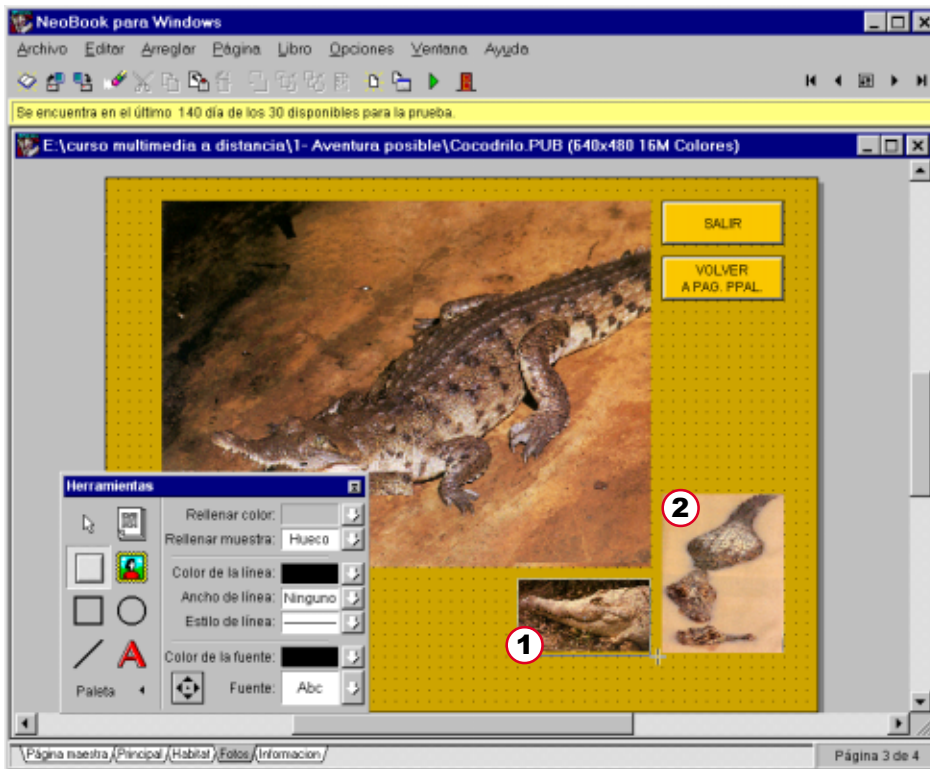 NeoBook para Windows
Archivo Editar Arreglar Página Libro Opciones Ventana Ayuda
Se encuentra en el último 140 día de los 30 disponibles para la prueba.
E:\curso multimedia a distancia\1- Aventura posible\Cocodrilo.PUB (640x480 16M Colores)
SALIR
VOLVER
A PAG. PPAL.
Herramientas
Rellenar color:
Rellenar muestra: Hueco
Color de la línea:
Ancho de línea: Ninguno
Estilo de línea:
Color de la fuente:
Paleta Fuente: Abc
2
1
Página maestra Principal Habitat Fotos Informacion
Página 3 de 4